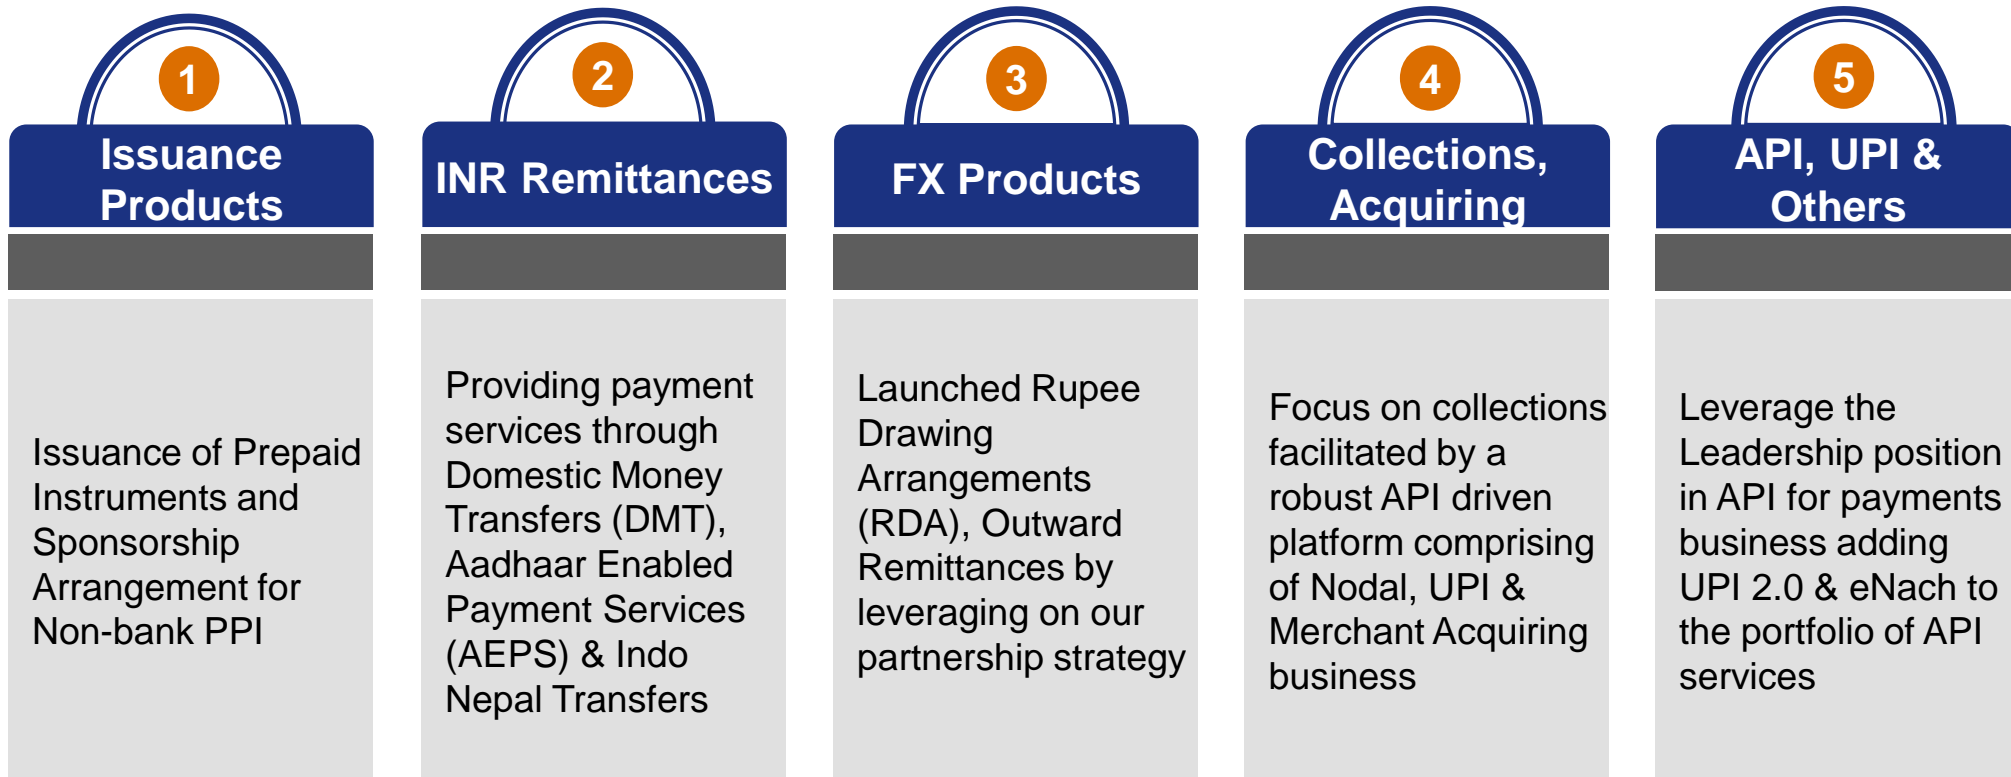 1
Issuance
Products
Issuance of Prepaid
Instruments and
Sponsorship
Arrangement for
Non-bank PPI
2
INR Remittances
Providing payment
services through
Domestic Money
Transfers (DMT),
Aadhaar Enabled
Payment Services
(AEPS) & Indo
Nepal Transfers
3
FX Products
Launched Rupee
Drawing
Arrangements
(RDA), Outward
Remittances by
leveraging on our
partnership strategy
4
Collections,
Acquiring
Focus on collections
facilitated by a
robust API driven
platform comprising
of Nodal, UPI &
Merchant Acquiring
business
5
API, UPI &
Others
Leverage the
Leadership position
in API for payments
business adding
UPI 2.0 & eNach to
the portfolio of API
services